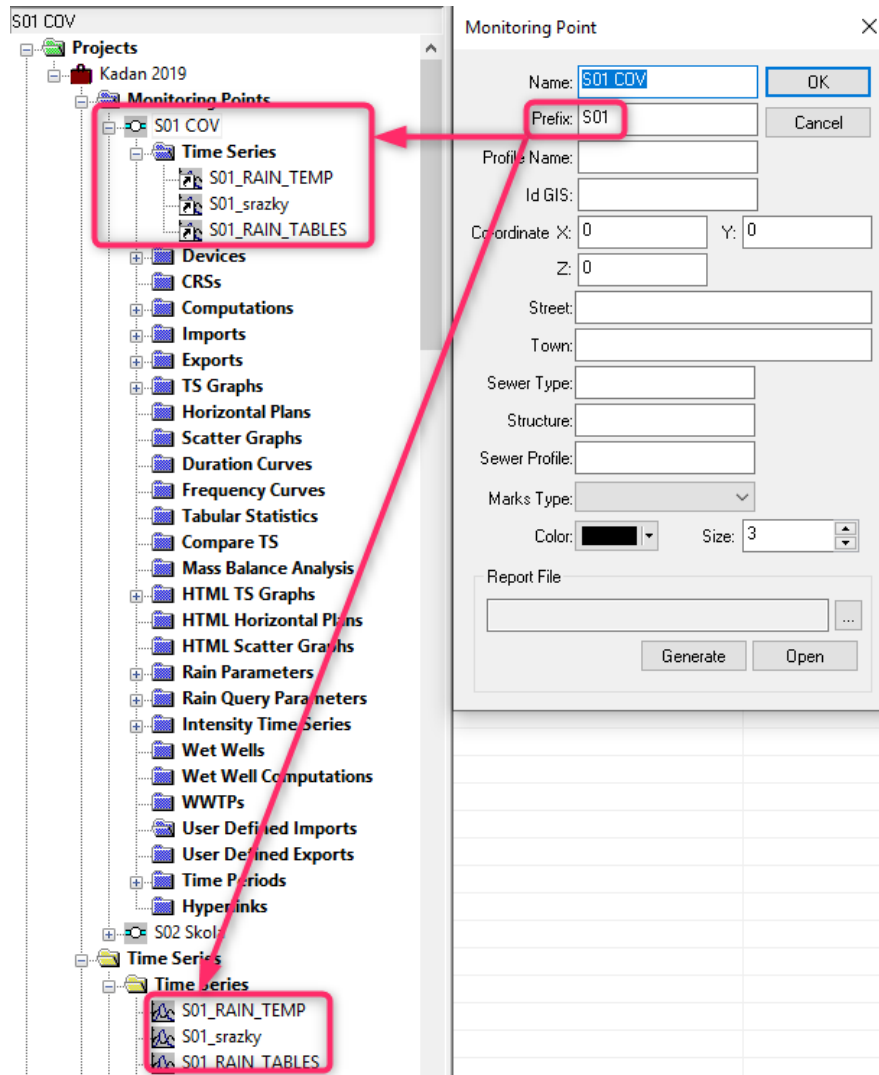 S01 COV
Projects
Kadan 2019
Monitoring Points
S01 COV
Time Series
S01_RAIN_TEMP
S01_srazky
S01_RAIN_TABLES
Devices
CRSs
Computations
Imports
Exports
TS Graphs
Horizontal Plans
Scatter Graphs
Duration Curves
Frequency Curves
Tabular Statistics
Compare TS
Mass Balance Analysis
HTML TS Graphs
HTML Horizontal Plans
HTML Scatter Graphs
Rain Parameters
Rain Query Parameters
Intensity Time Series
Wet Wells
Wet Well Computations
WWTPs
User Defined Imports
User Defined Exports
Time Periods
Hyperlinks
S02 Skola
Time Series
Time Series
S01_RAIN_TEMP
S01_srazky
S01_RAIN_TABLES
Monitoring Point
Name: S01 COV OK
Prefix: S01 Cancel
Profile Name:
Id GIS:
Co-ordinate X: 0 Y: 0
Z: 0
Street:
Town:
Sewer Type:
Structure:
Sewer Profile:
Marks Type:
Color: Size: 3
Report File
...
Generate Open